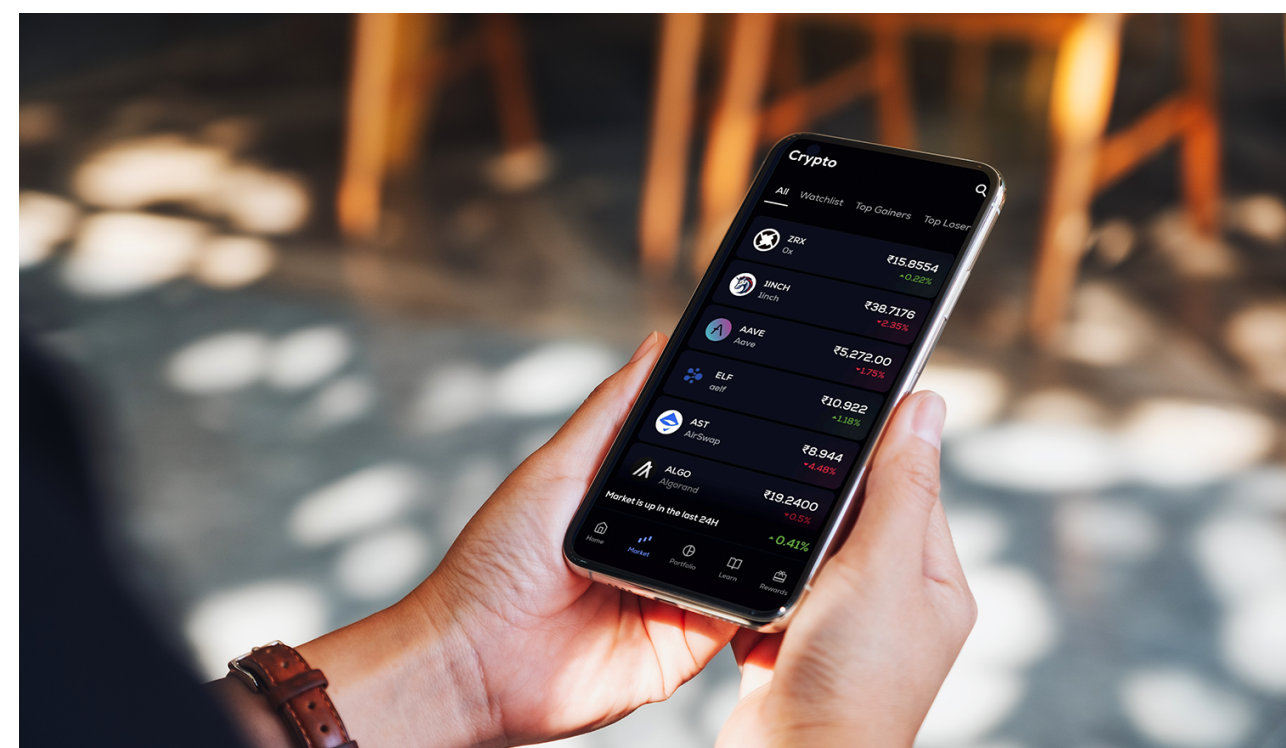 Crypto
All Watchlist Top Gainers Top Loser
ZRX ₹15.8554
0x 0.22%
1INCH ₹38.7176
1inch 2.35%
AAVE ₹5,272.00
Aave 1.75%
ELF ₹10.922
aelf 1.18%
AST ₹8.944
AirSwap 4.48%
ALGO ₹19.2400
Algorand 0.5%
Market is up in the last 24H 0.41%
Home Market Portfolio Learn Rewards